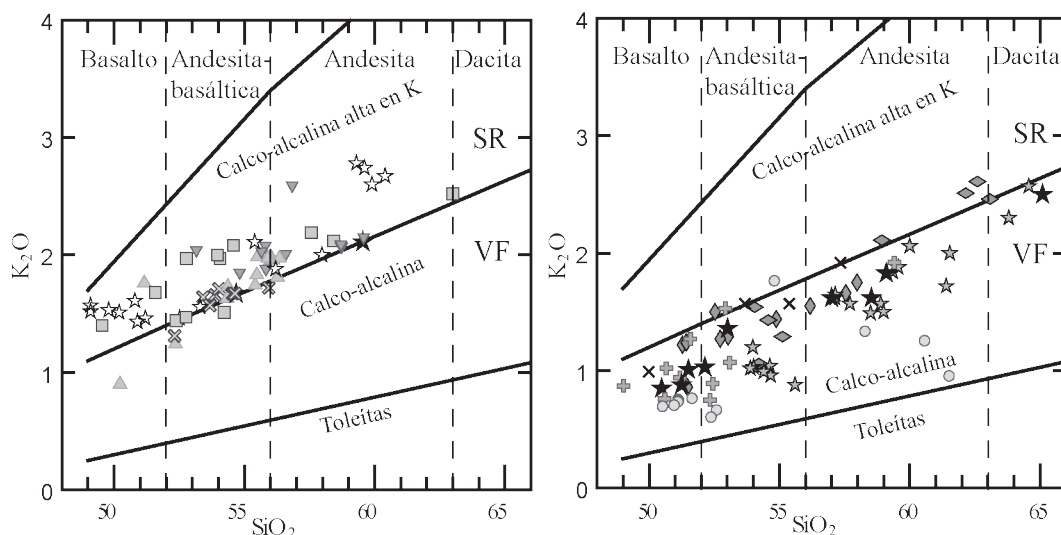 4
3
2
1
0
K₂O
Basalto
Andesita-
basáltica
Andesita
Dacita
Calco-alcalina alta en K
SR
VF
Calco-alcalina
Toleítas
50
55
60
65
SiO₂
4
3
2
1
0
K₂O
Basalto
Andesita-
basáltica
Andesita
Dacita
Calco-alcalina alta en K
SR
VF
Calco-alcalina
Toleítas
50
55
60
65
SiO₂